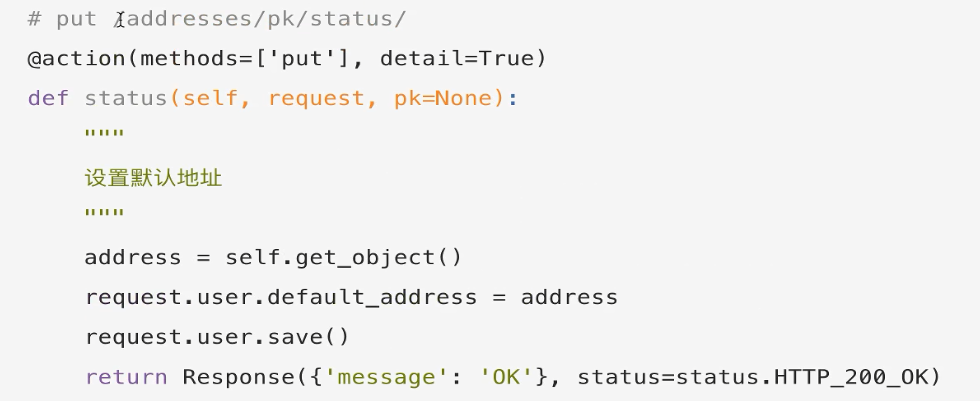 # put /addresses/pk/status/
@action(methods=['put'], detail=True)
def status(self, request, pk=None):
"""
设置默认地址
"""
address = self.get_object()
request.user.default_address = address
request.user.save()
return Response({'message': 'OK'}, status=status.HTTP_200_OK)